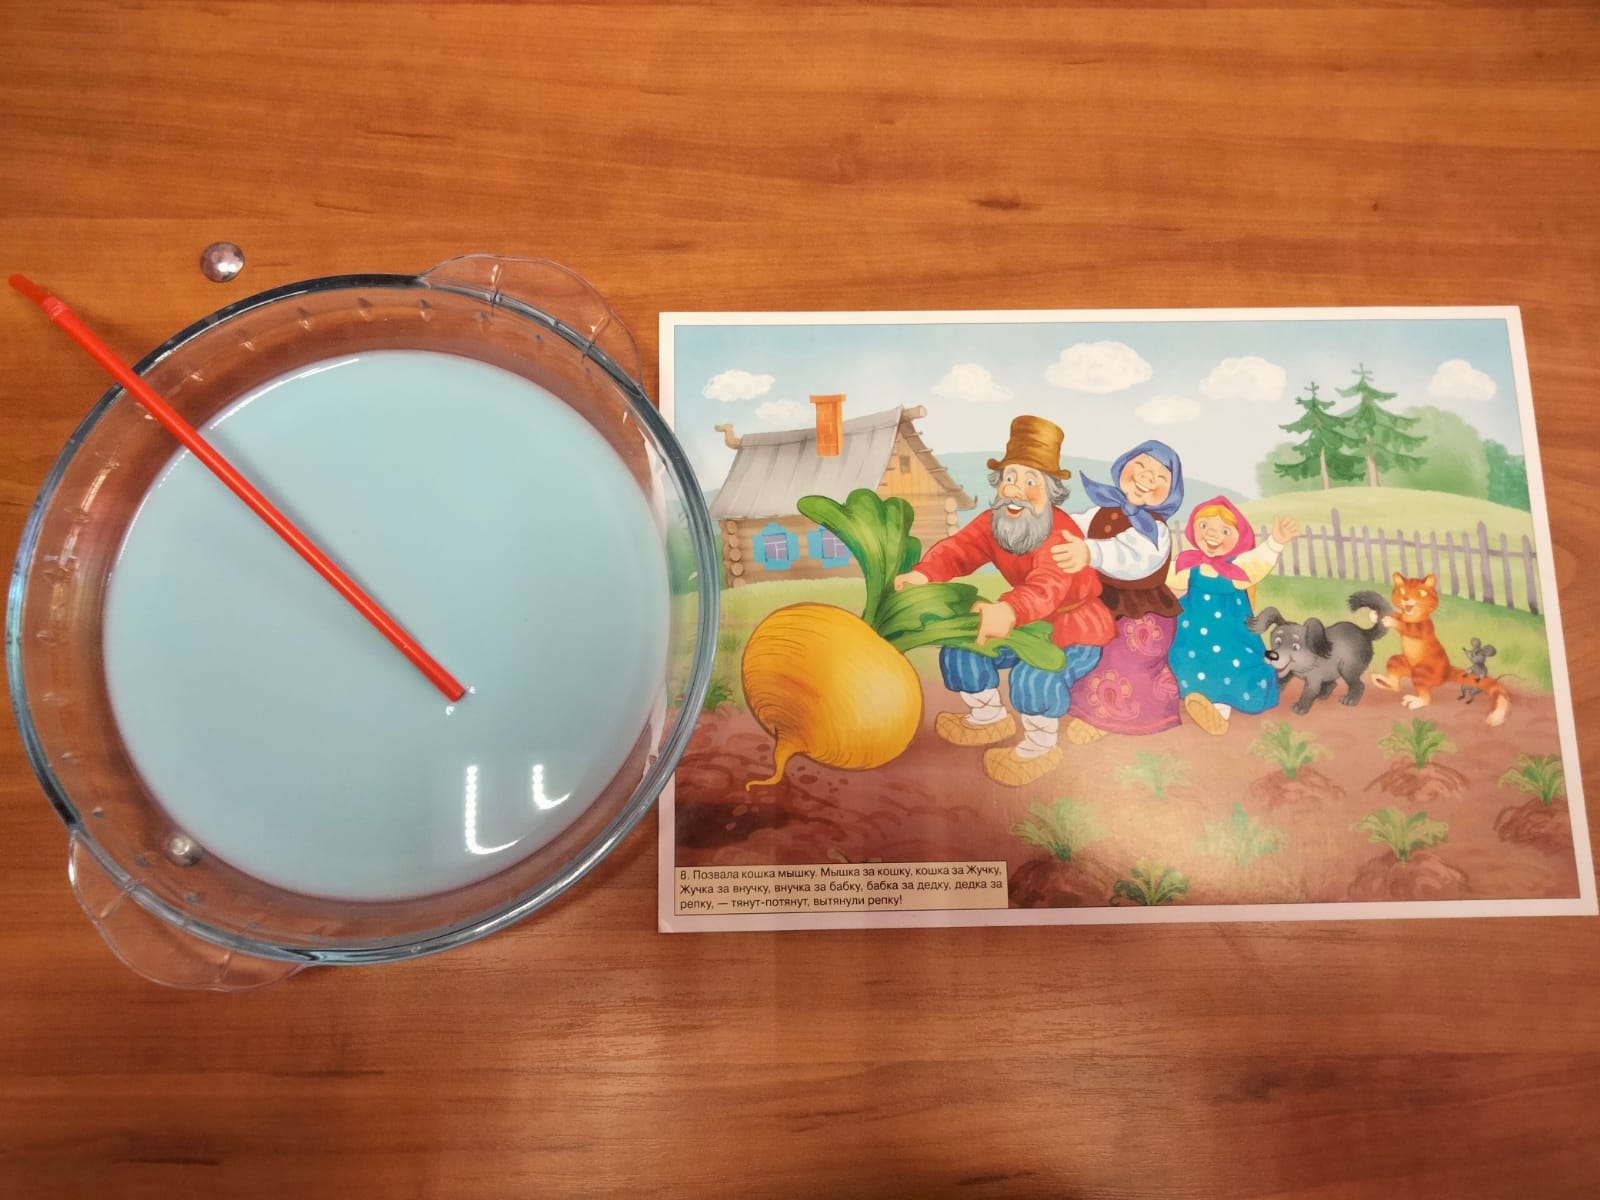 8. Позвала кошка мышку. Мышка за кошку, кошка за Жучку,
Жучка за внучку, внучка за бабку, бабка за дедку, дедка за
репку, — тянут-потянут, вытянули репку!